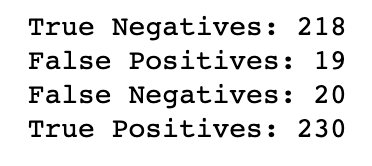 True Negatives: 218
False Positives: 19
False Negatives: 20
True Positives: 230